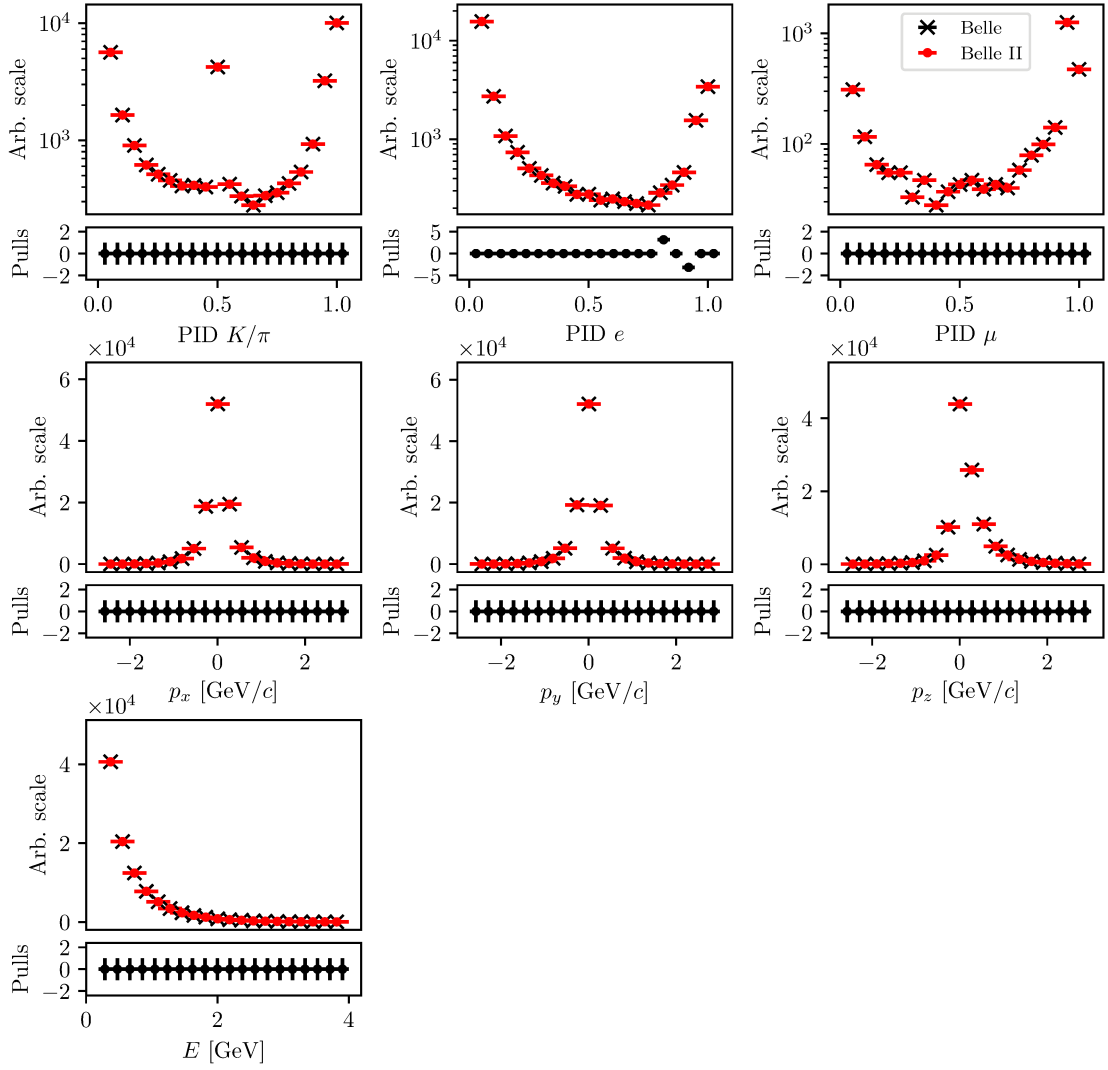 10^4
10^3
Arb. scale
2
0
−2
Pulls
0.0 0.5 1.0
PID K/π
10^4
10^3
Arb. scale
5
0
−5
Pulls
0.0 0.5 1.0
PID e
Belle
Belle II
10^3
10^2
Arb. scale
2
0
−2
Pulls
0.0 0.5 1.0
PID μ
×10^4
6
4
2
0
Arb. scale
2
0
−2
Pulls
−2 0 2
p_x [GeV/c]
×10^4
6
4
2
0
Arb. scale
2
0
−2
Pulls
−2 0 2
p_y [GeV/c]
×10^4
4
2
0
Arb. scale
2
0
−2
Pulls
−2 0 2
p_z [GeV/c]
×10^4
4
2
0
Arb. scale
2
0
−2
Pulls
0 2 4
E [GeV]